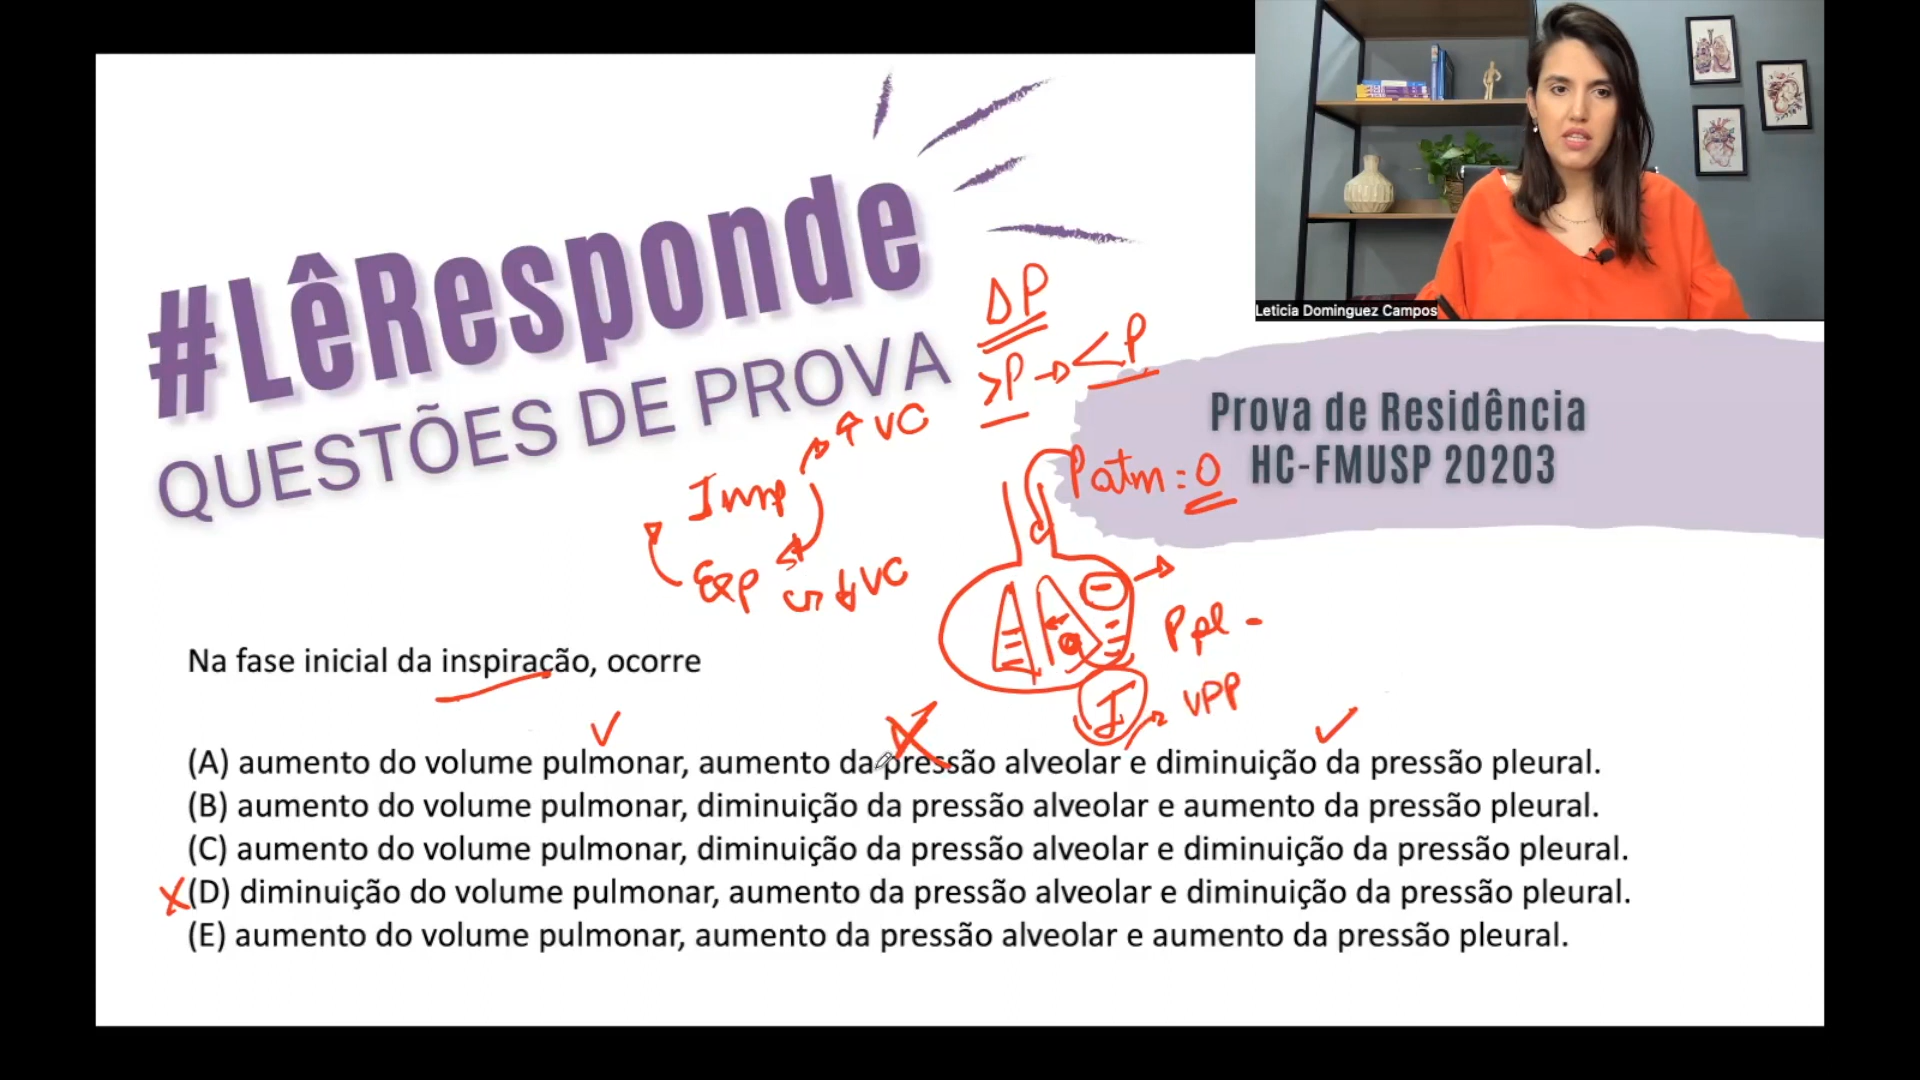 #LêResponde
QUESTÕES DE PROVA
Leticia Dominguez Campos
Prova de Residência
HC-FMUSP 20203
ΔP
>P → <P
↑ VC
Insp
Patm = 0
Exp ↓ VC
Ppl -
VPP
Na fase inicial da inspiração, ocorre
(A) aumento do volume pulmonar, aumento da pressão alveolar e diminuição da pressão pleural.
(B) aumento do volume pulmonar, diminuição da pressão alveolar e aumento da pressão pleural.
(C) aumento do volume pulmonar, diminuição da pressão alveolar e diminuição da pressão pleural.
X (D) diminuição do volume pulmonar, aumento da pressão alveolar e diminuição da pressão pleural.
(E) aumento do volume pulmonar, aumento da pressão alveolar e aumento da pressão pleural.